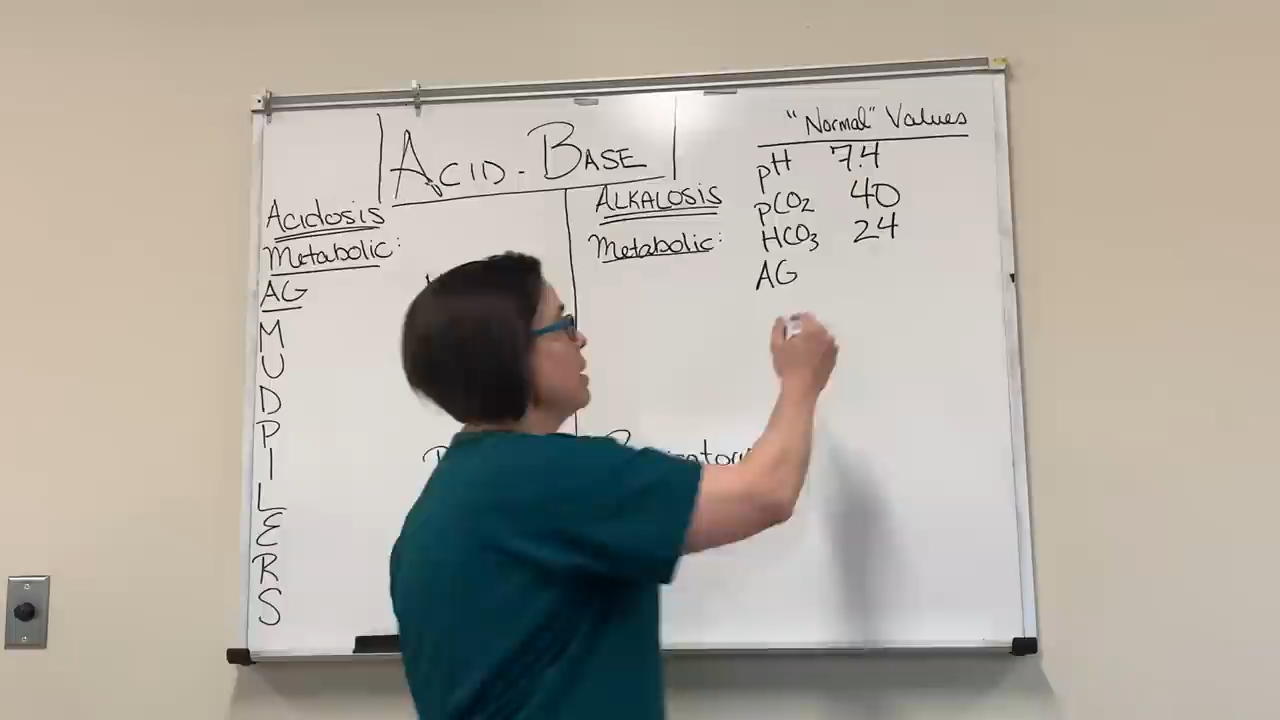 ACID-BASE
Acidosis
Metabolic:
AG
M
U
D
P
I
L
E
R
S
ALKALOSIS
Metabolic:
"Normal" Values
pH 7.4
pCO2 40
HCO3 24
AG